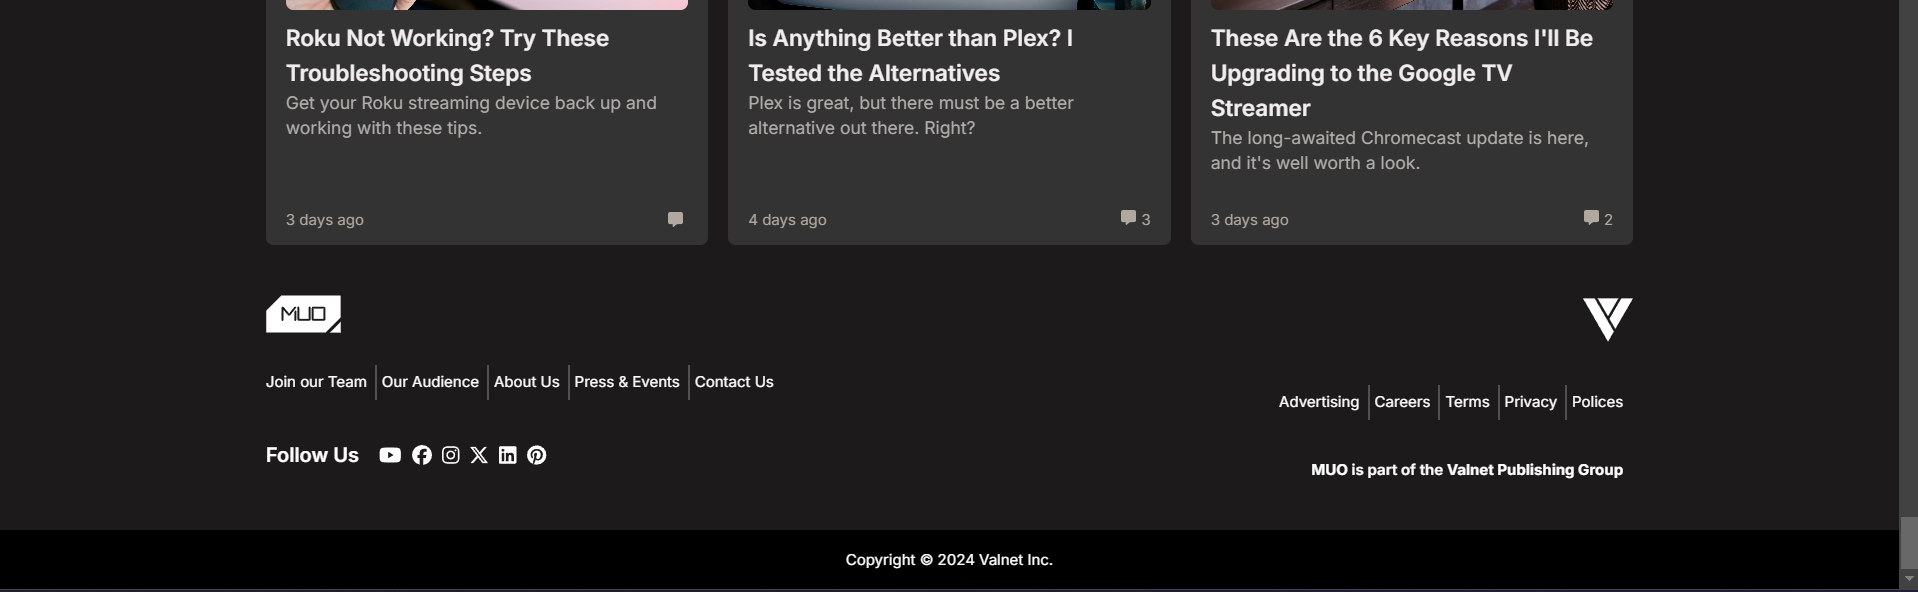 Roku Not Working? Try These
Troubleshooting Steps
Get your Roku streaming device back up and
working with these tips.
3 days ago
Is Anything Better than Plex? I
Tested the Alternatives
Plex is great, but there must be a better
alternative out there. Right?
4 days ago 3
These Are the 6 Key Reasons I'll Be
Upgrading to the Google TV
Streamer
The long-awaited Chromecast update is here,
and it's well worth a look.
3 days ago 2
MUO
Join our Team Our Audience About Us Press & Events Contact Us
Follow Us
Advertising Careers Terms Privacy Polices
MUO is part of the Valnet Publishing Group
Copyright © 2024 Valnet Inc.